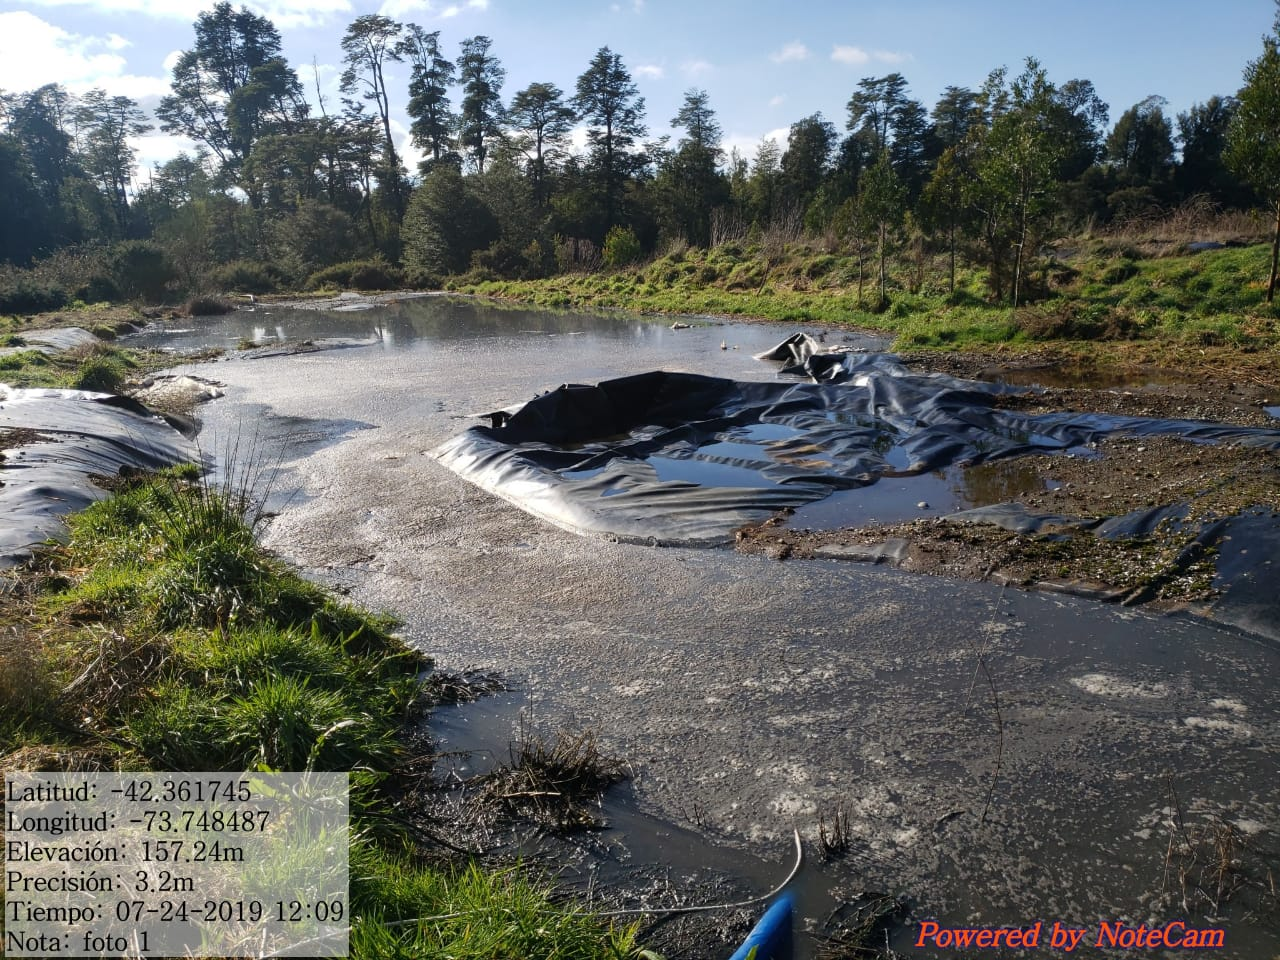 Latitud: -42.361745
Longitud: -73.748487
Elevación: 157.24m
Precisión: 3.2m
Tiempo: 07-24-2019 12:09
Nota: foto 1
Powered by NoteCam